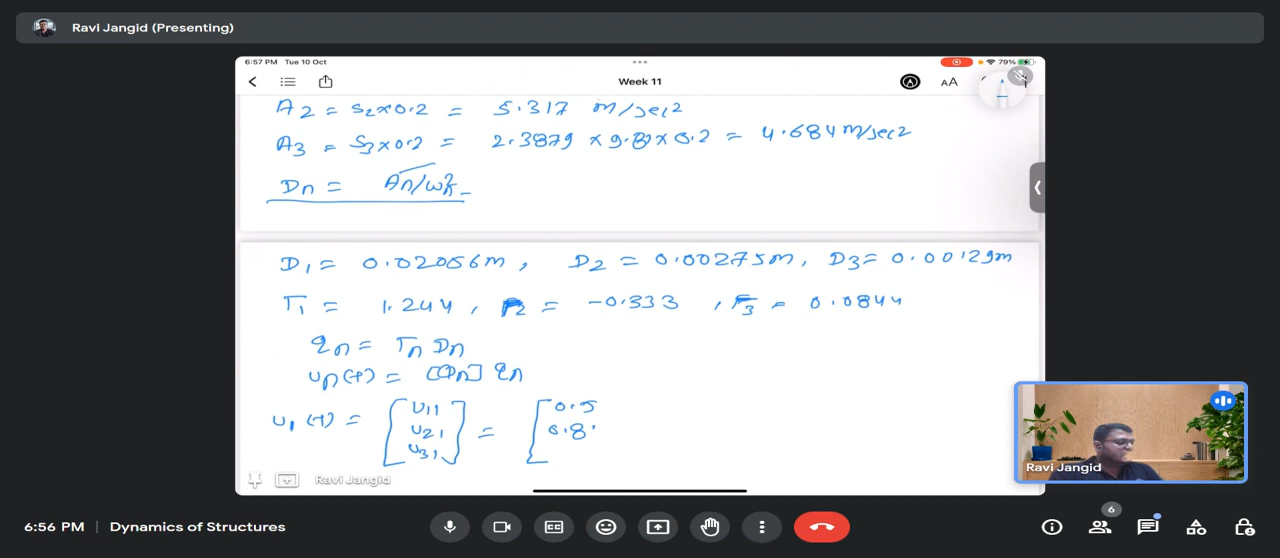 Ravi Jangid (Presenting)
6:57 PM Tue 10 Oct
79%
Week 11
AA
A2 = S2×0.2 = 5.317 m/sec2
A3 = S3×0.2 = 2.3879 × 9.81×0.2 = 4.684 m/sec2
Dn = An/ωn2
D1 = 0.02056m, D2 = 0.00275m, D3 = 0.00129m
Γ1 = 1.244, Γ2 = -0.333, Γ3 = 0.0844
qn = Γn Dn
un(t) = [Φn] qn
u1(t) = [u11 u21 u31] = [0.5 0.8
Ravi Jangid
Ravi Jangid
6:56 PM | Dynamics of Structures
CC
6